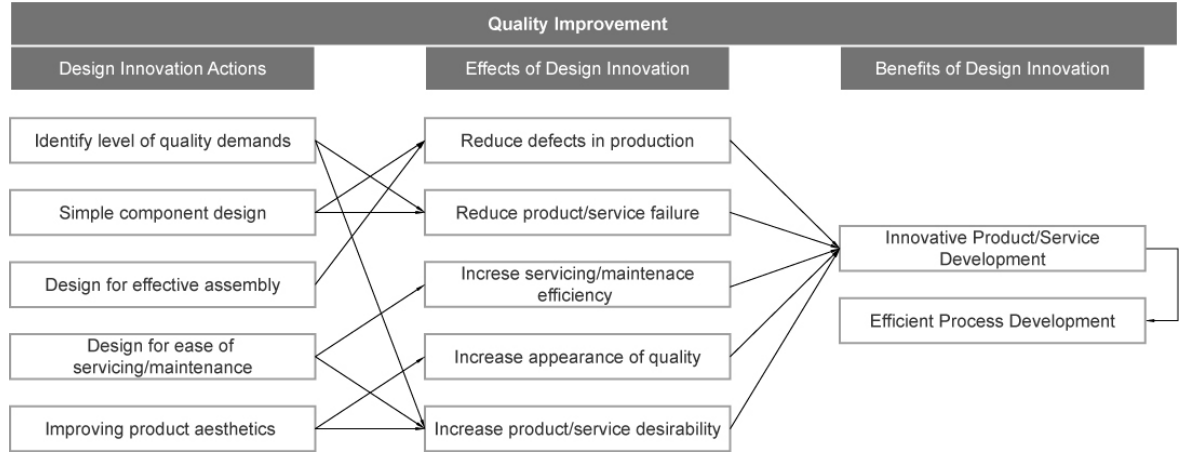 Quality Improvement
Design Innovation Actions
Effects of Design Innovation
Benefits of Design Innovation
Identify level of quality demands
Simple component design
Design for effective assembly
Design for ease of
servicing/maintenance
Improving product aesthetics
Reduce defects in production
Reduce product/service failure
Increse servicing/maintenace
efficiency
Increase appearance of quality
Increase product/service desirability
Innovative Product/Service
Development
Efficient Process Development